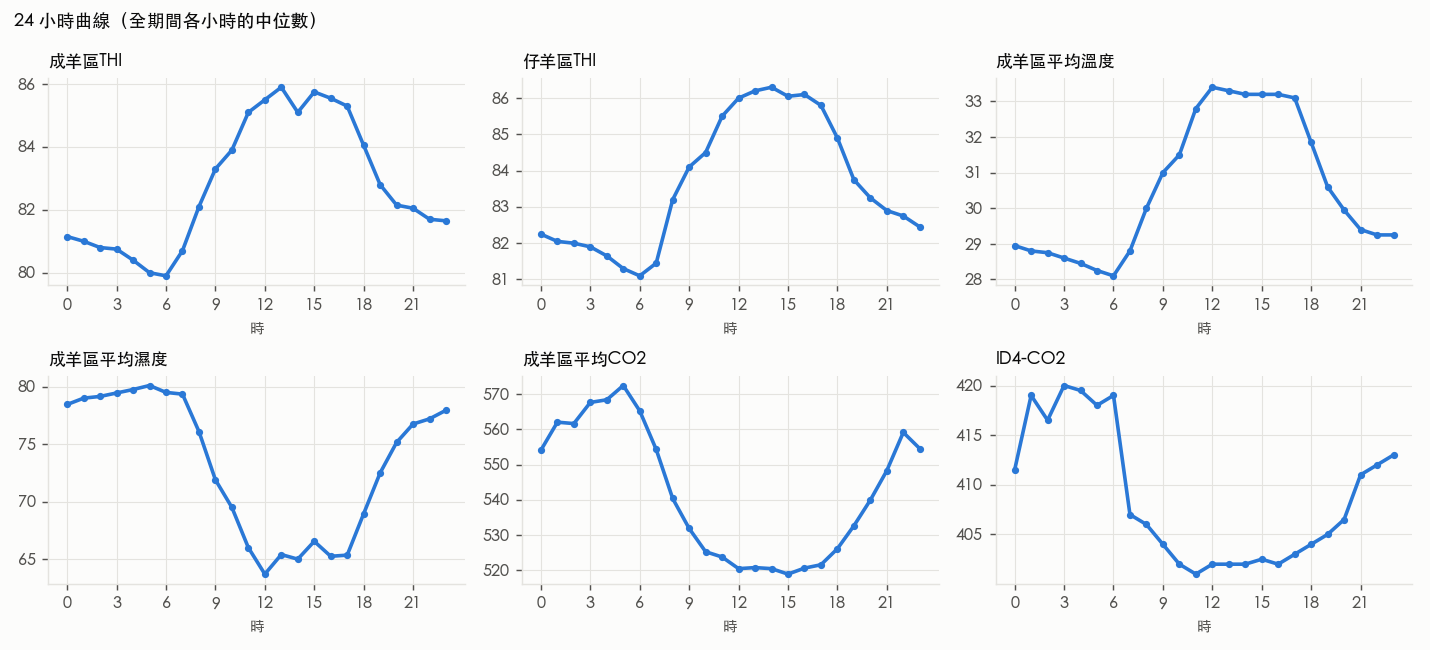 24 小時曲線（全期間各小時的中位數）
成羊區THI
86
84
82
80
0 3 6 9 12 15 18 21
時
仔羊區THI
86
85
84
83
82
81
0 3 6 9 12 15 18 21
時
成羊區平均溫度
33
32
31
30
29
28
0 3 6 9 12 15 18 21
時
成羊區平均濕度
80
75
70
65
0 3 6 9 12 15 18 21
時
成羊區平均CO2
570
560
550
540
530
520
0 3 6 9 12 15 18 21
時
ID4-CO2
420
415
410
405
0 3 6 9 12 15 18 21
時